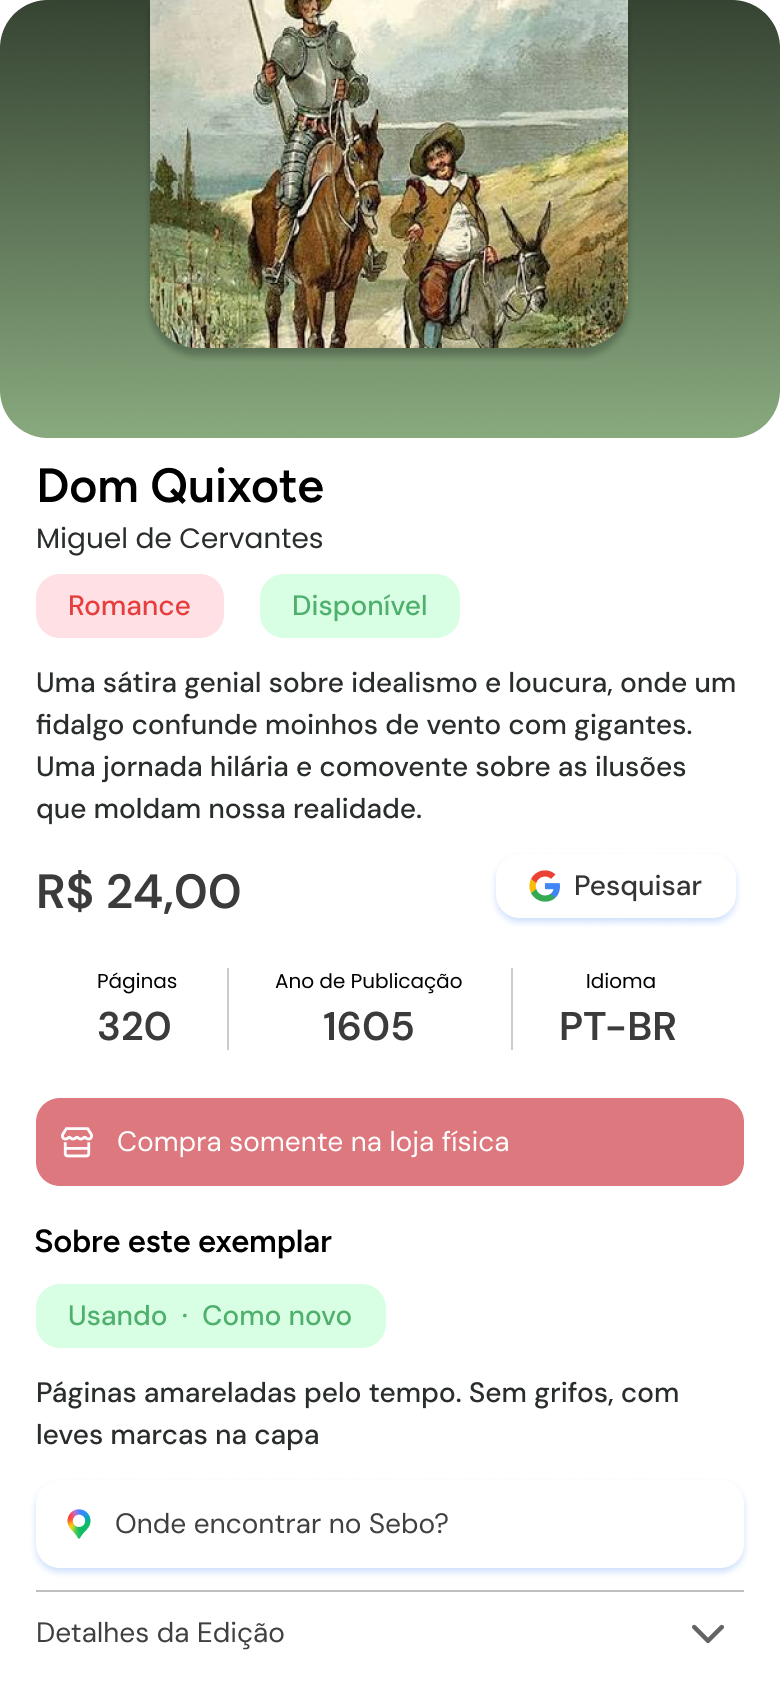 Dom Quixote
Miguel de Cervantes
Romance
Disponível
Uma sátira genial sobre idealismo e loucura, onde um
fidalgo confunde moinhos de vento com gigantes.
Uma jornada hilária e comovente sobre as ilusões
que moldam nossa realidade.
R$ 24,00
Pesquisar
Páginas
320
Ano de Publicação
1605
Idioma
PT-BR
Compra somente na loja física
Sobre este exemplar
Usando · Como novo
Páginas amareladas pelo tempo. Sem grifos, com
leves marcas na capa
Onde encontrar no Sebo?
Detalhes da Edição